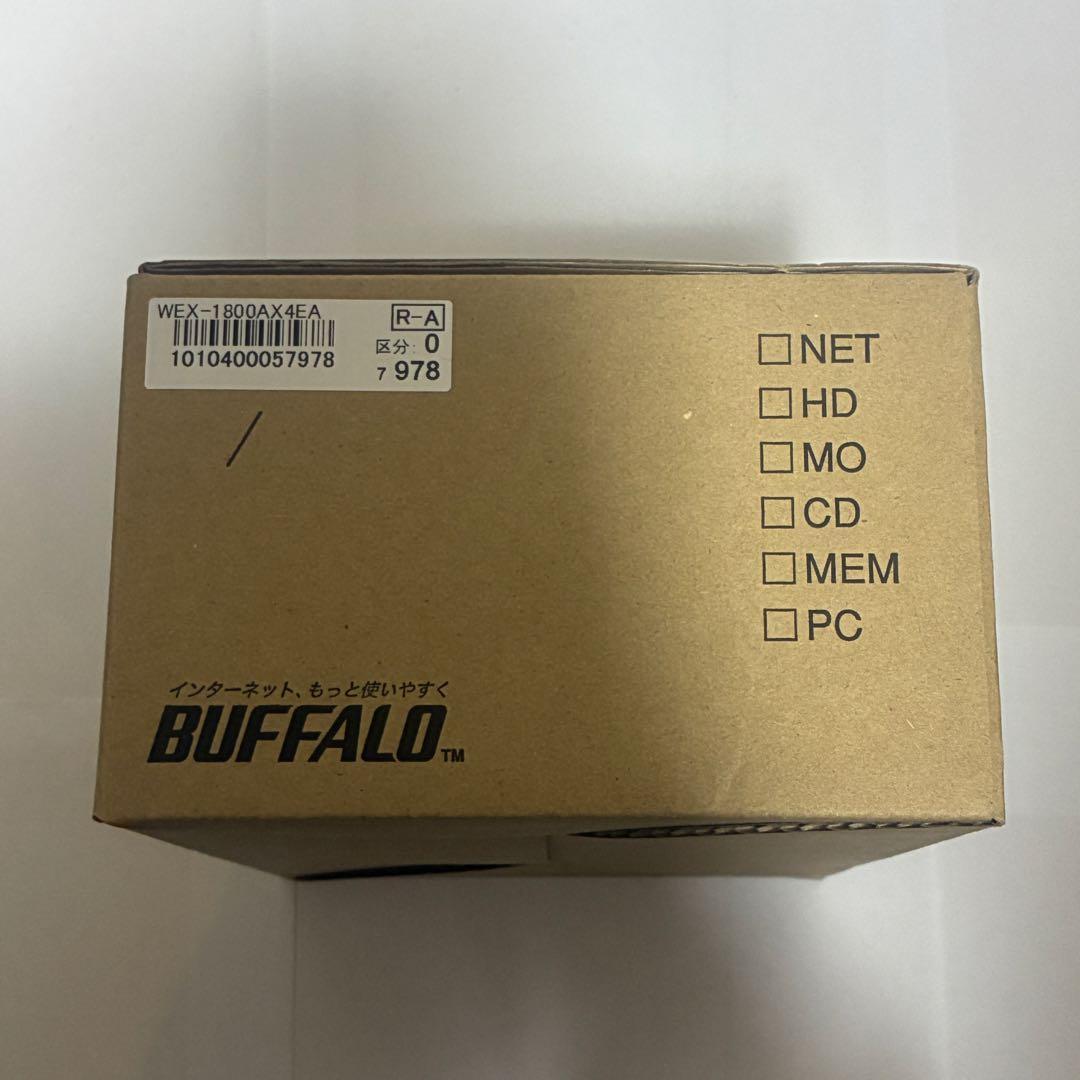 WEX-1800AX4EA
R-A
1010400057978
区分: 0
7 978
NET
HD
MO
CD
MEM
PC
インターネット、もっと使いやすく
BUFFALO™